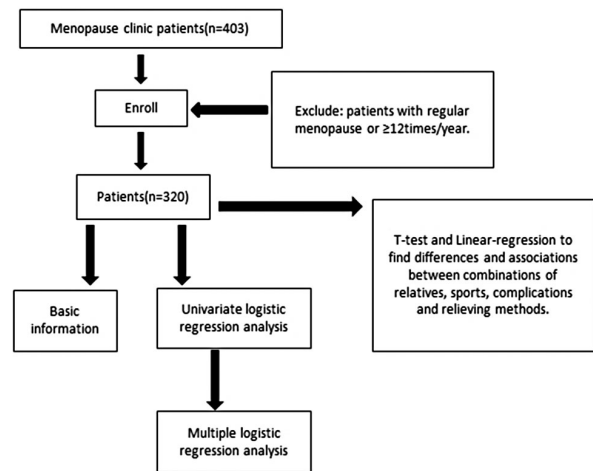 Menopause clinic patients(n=403)
Enroll
Exclude: patients with regular
menopause or ≥12times/year.
Patients(n=320)
T-test and Linear-regression to
find differences and associations
between combinations of
relatives, sports, complications
and relieving methods.
Basic
information
Univariate logistic
regression analysis
Multiple logistic
regression analysis